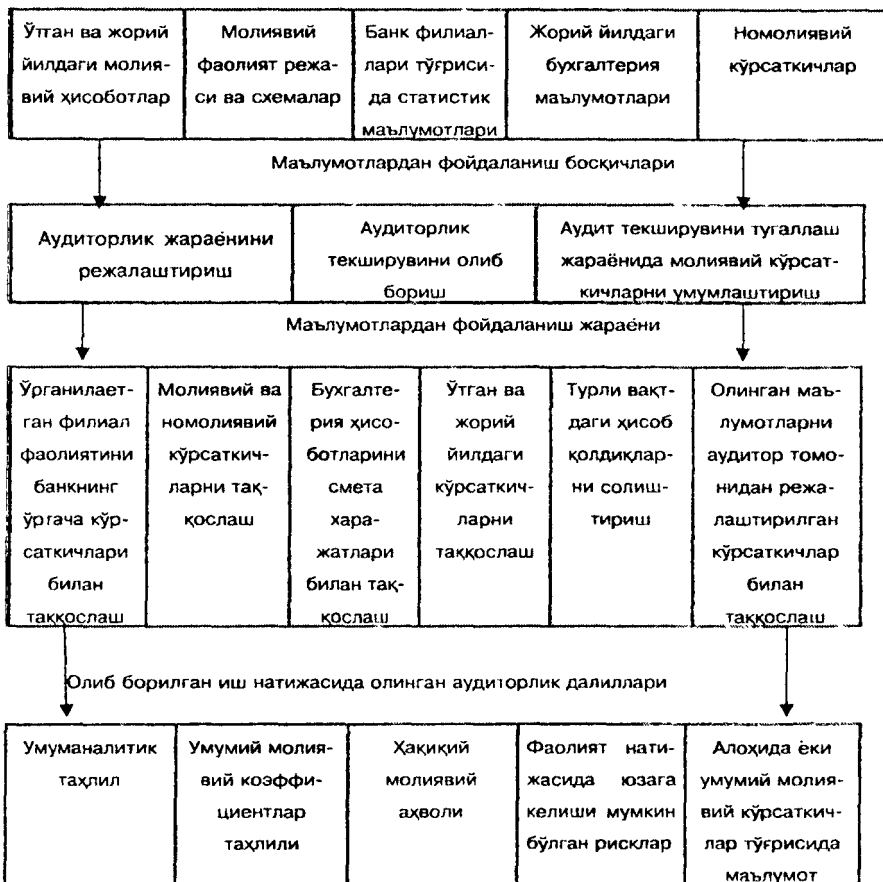 Ўтган ва жорий
йилдаги молия-
вий ҳисоботлар
Молиявий
фаолият режа-
си ва схемалар
Банк филиал-
лари тўғриси-
да статистик
маълумотлари
Жорий йилдаги
бухгалтерия
маълумотлари
Номолиявий
кўрсаткичлар
Маълумотлардан фойдаланиш босқичлари
Аудиторлик жараёнини
режалаштириш
Аудиторлик
текширувини олиб
бориш
Аудит текширувини тугаллаш
жараёнида молиявий кўрсат-
кичларни умумлаштириш
Маълумотлардан фойдаланиш жараёни
Ўрганилает-
ган филиал
фаолиятини
банкнинг
ўргача кўр-
саткичлари
билан
таққослаш
Молиявий ва
номолиявий
кўрсаткич-
ларни тақ-
қослаш
Бухгалте-
рия ҳисо-
ботларини
смета
хара-
жатлари
билан тақ-
қослаш
Ўтган ва
жорий
йилдаги
кўрсаткич-
ларни
таққослаш
Турли вақт-
даги ҳисоб
қолдиқлар-
ни солиш-
тириш
Олинган маъ-
лумотларни
аудитор томо-
нидан режа-
лаштирилган
кўрсаткичлар
билан
таққослаш
Олиб борилган иш натижасида олинган аудиторлик далиллари
Умуманалитик
таҳлил
Умумий молия-
вий коэффи-
циентлар
таҳлили
Ҳақиқий
молиявий
аҳволи
Фаолият нати-
жасида юзага
келиши мумкин
бўлган рисклар
Алоҳида ёки
умумий молия-
вий кўрсаткич-
лар тўғрисида
маълумот